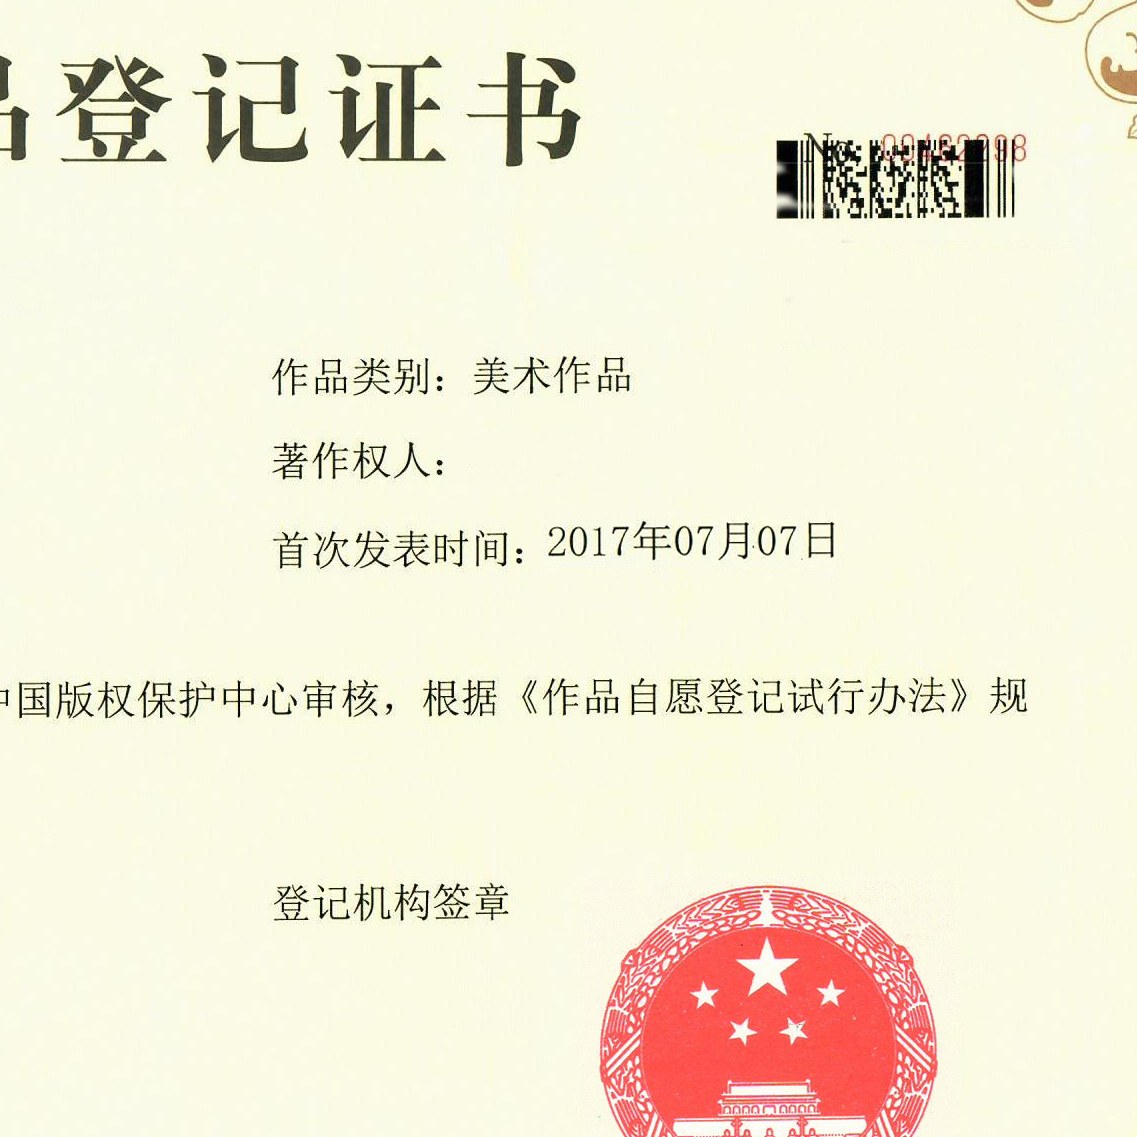 品登记证书
No. 00462298
作品类别：美术作品
著作权人：
首次发表时间：2017年07月07日
中国版权保护中心审核，根据《作品自愿登记试行办法》规
登记机构签章